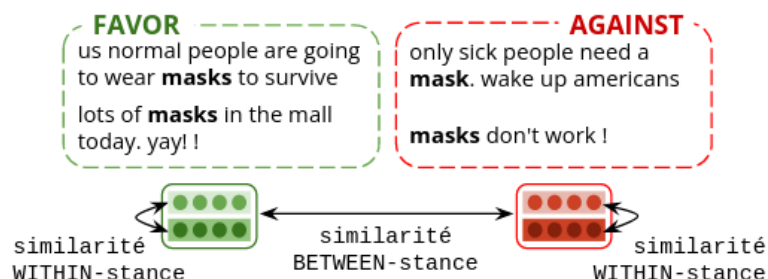 FAVOR
us normal people are going
to wear masks to survive
lots of masks in the mall
today. yay! !
AGAINST
only sick people need a
mask. wake up americans
masks don't work !
similarité
WITHIN-stance
similarité
BETWEEN-stance
similarité
WITHIN-stance